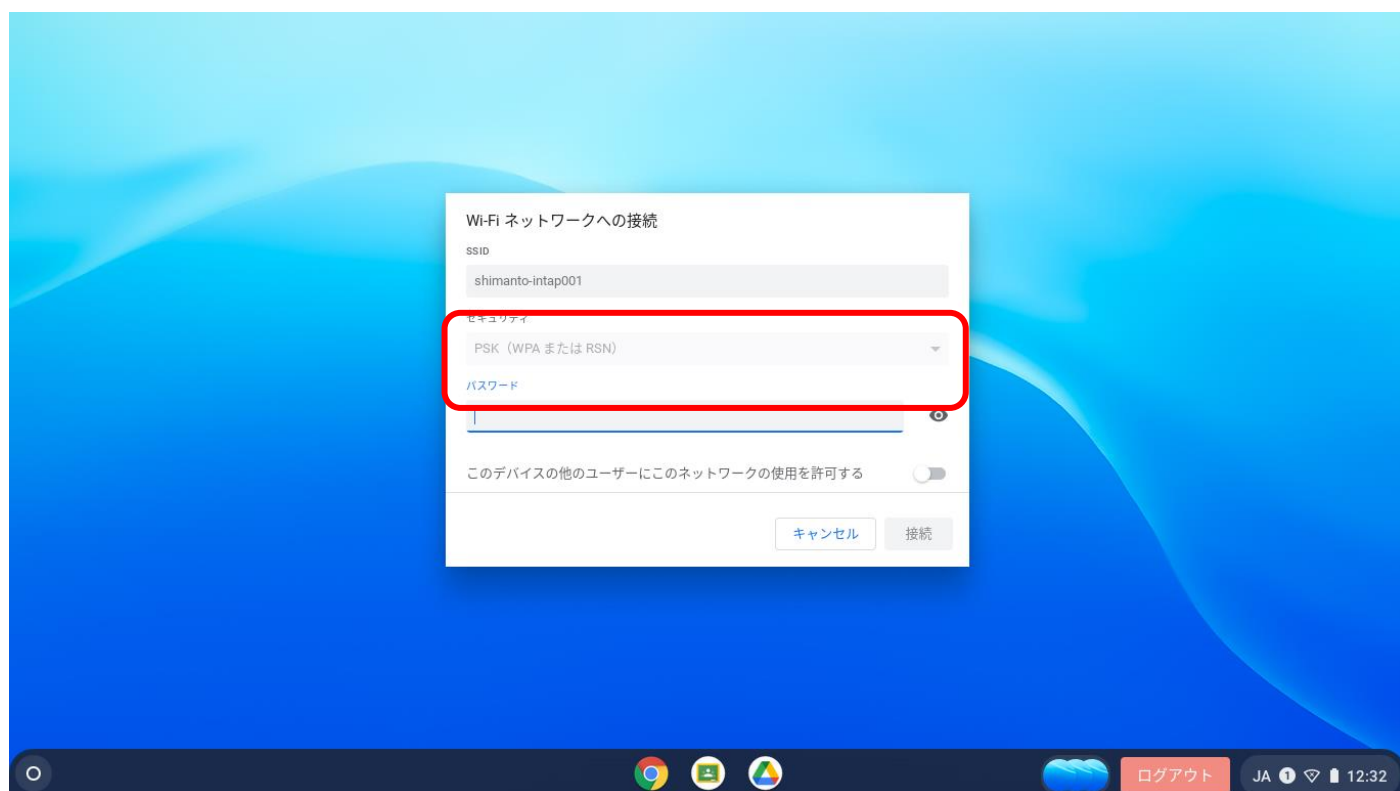 Wi-Fi ネットワークへの接続
SSID
shimanto-intap001
セキュリティ
PSK（WPA または RSN）
パスワード
このデバイスの他のユーザーにこのネットワークの使用を許可する
キャンセル 接続
ログアウト JA 1 12:32